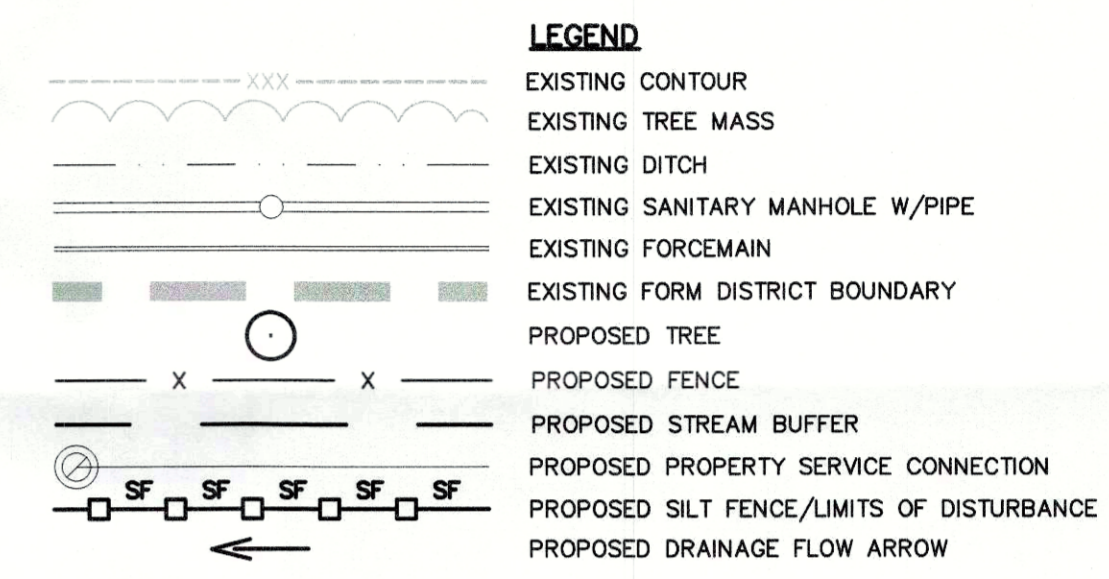 LEGEND
XXX EXISTING CONTOUR
EXISTING TREE MASS
EXISTING DITCH
EXISTING SANITARY MANHOLE W/PIPE
EXISTING FORCEMAIN
EXISTING FORM DISTRICT BOUNDARY
PROPOSED TREE
X X PROPOSED FENCE
PROPOSED STREAM BUFFER
PROPOSED PROPERTY SERVICE CONNECTION
SF SF SF SF SF
PROPOSED SILT FENCE/LIMITS OF DISTURBANCE
PROPOSED DRAINAGE FLOW ARROW